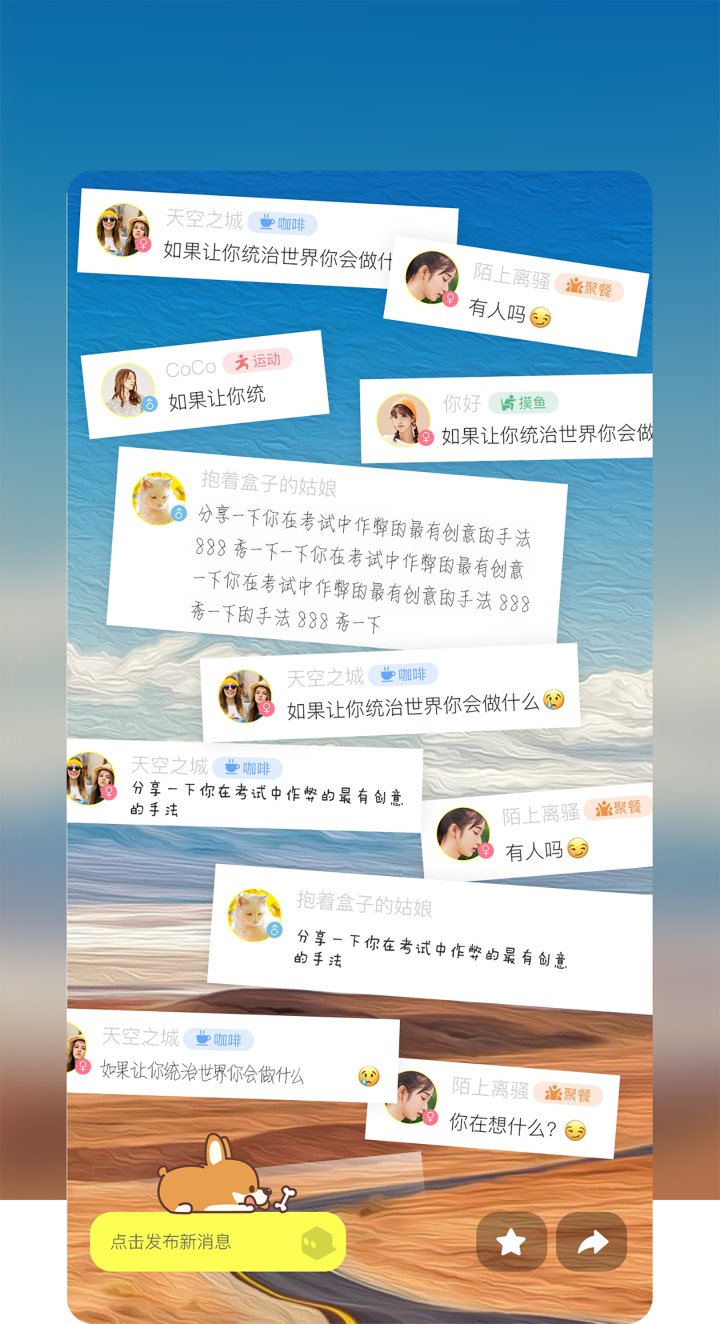 天空之城 咖啡
如果让你统治世界你会做什
陌上离骚 聚餐
有人吗😏
CoCo 运动
如果让你统
你好 摸鱼
如果让你统治世界你会做
抱着盒子的姑娘
分享一下你在考试中作弊的最有创意的手法
888 秀一下一下你在考试中作弊的最有创意
一下你在考试中作弊的最有创意的手法 888
秀一下的手法 888 秀一下
天空之城 咖啡
如果让你统治世界你会做什么😢
天空之城 咖啡
分享一下你在考试中作弊的最有创意
的手法
陌上离骚 聚餐
有人吗😏
抱着盒子的姑娘
分享一下你在考试中作弊的最有创意
的手法
天空之城 咖啡
如果让你统治世界你会做什么 😢
陌上离骚 聚餐
你在想什么？😏
点击发布新消息